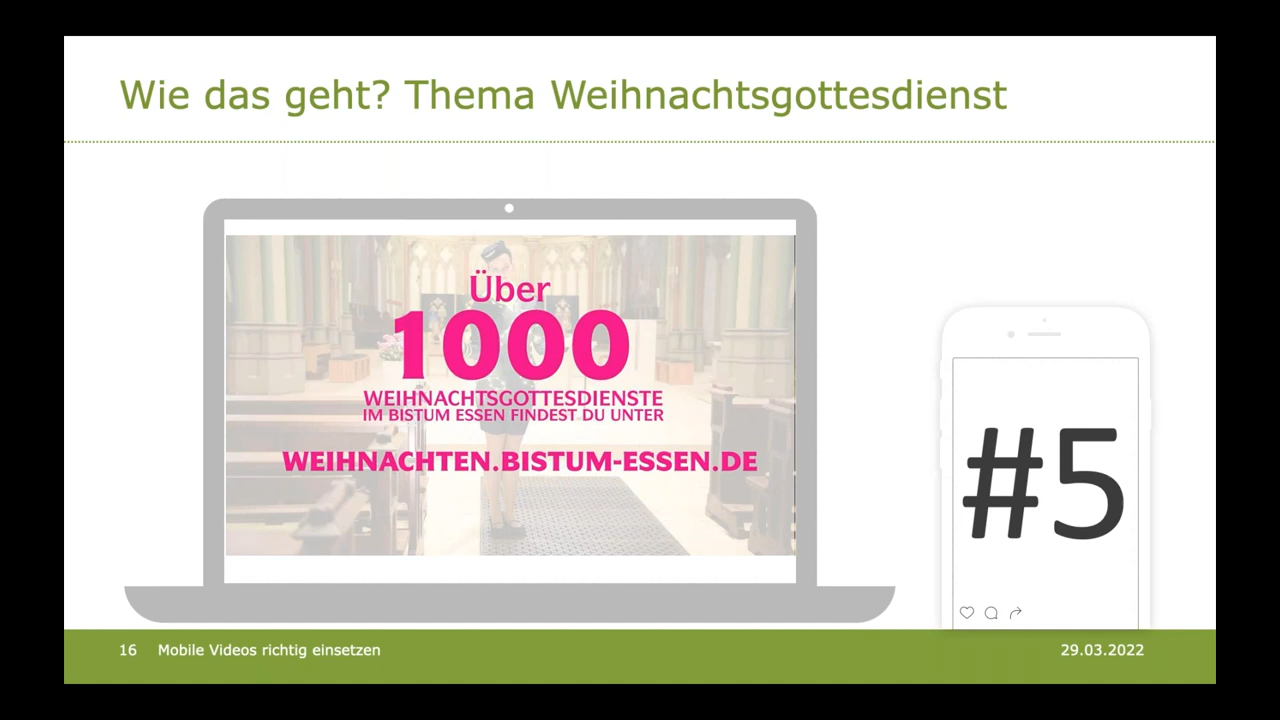 Wie das geht? Thema Weihnachtsgottesdienst
Über
1000
WEIHNACHTSGOTTESDIENSTE
IM BISTUM ESSEN FINDEST DU UNTER
WEIHNACHTEN.BISTUM-ESSEN.DE
#5
16 Mobile Videos richtig einsetzen
29.03.2022